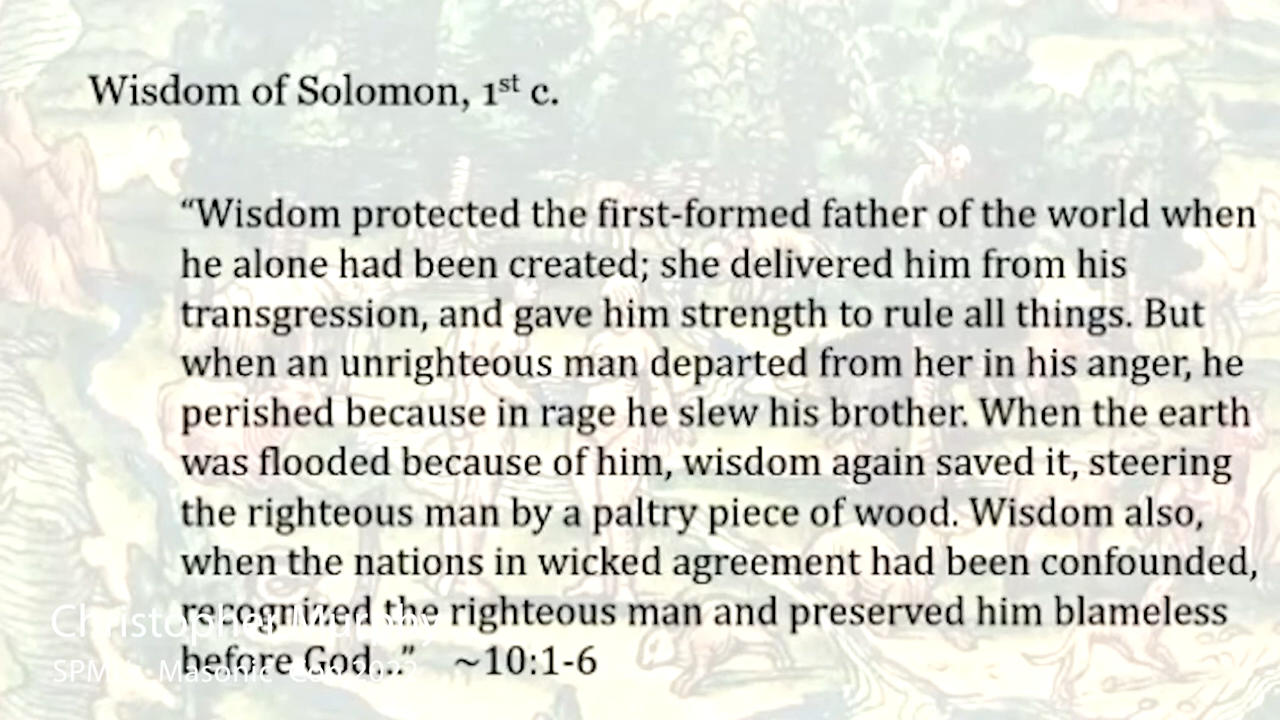 Wisdom of Solomon, 1st c.
“Wisdom protected the first-formed father of the world when
he alone had been created; she delivered him from his
transgression, and gave him strength to rule all things. But
when an unrighteous man departed from her in his anger, he
perished because in rage he slew his brother. When the earth
was flooded because of him, wisdom again saved it, steering
the righteous man by a paltry piece of wood. Wisdom also,
when the nations in wicked agreement had been confounded,
recognized the righteous man and preserved him blameless
before God...” ~10:1-6
Christopher Murphy
Masonic Con 2022